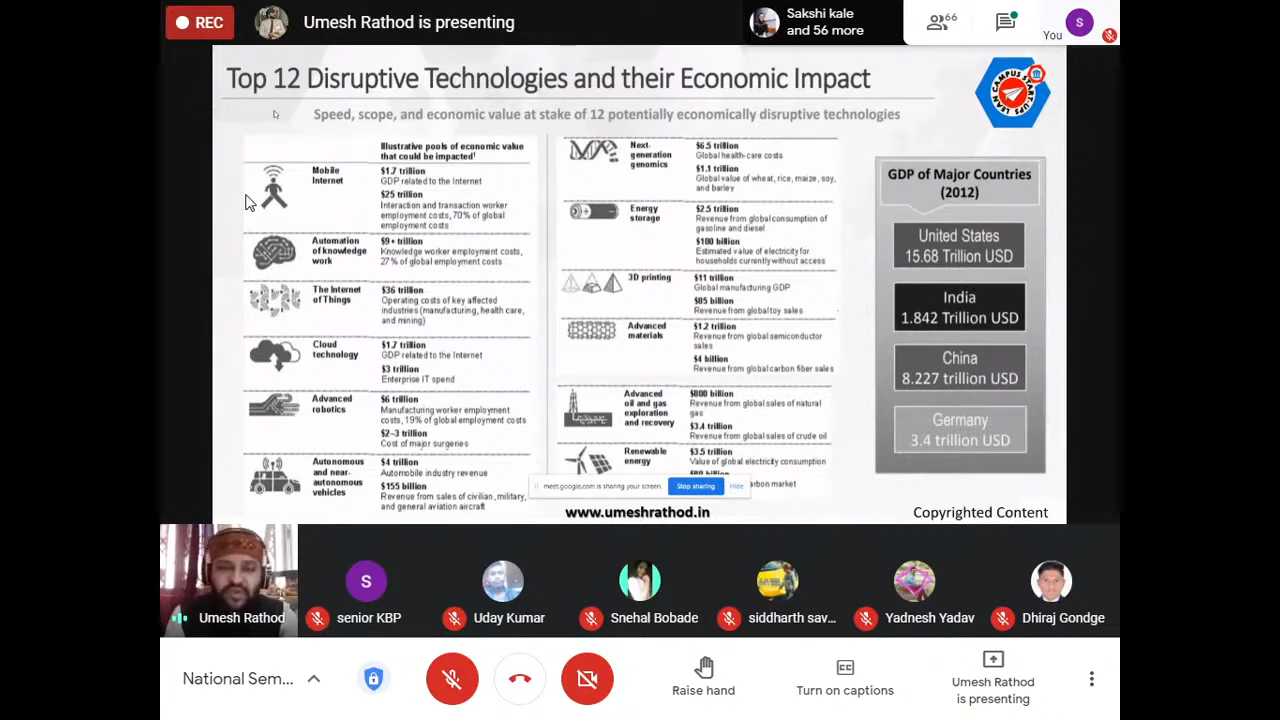 REC
Umesh Rathod is presenting
Sakshi kale
and 56 more
66
S
You
Top 12 Disruptive Technologies and their Economic Impact
LEAN CAMPUS START-UPS
Speed, scope, and economic value at stake of 12 potentially economically disruptive technologies
Illustrative pools of economic value
that could be impacted¹
Mobile
Internet
$1.7 trillion
GDP related to the Internet
$25 trillion
Interaction and transaction worker
employment costs, 70% of global
employment costs
Automation
of knowledge
work
$9+ trillion
Knowledge worker employment costs,
27% of global employment costs
The Internet
of Things
$36 trillion
Operating costs of key affected
industries (manufacturing, health care,
and mining)
Cloud
technology
$1.7 trillion
GDP related to the Internet
$3 trillion
Enterprise IT spend
Advanced
robotics
$6 trillion
Manufacturing worker employment
costs, 19% of global employment costs
$2–3 trillion
Cost of major surgeries
Autonomous
and near-
autonomous
vehicles
$4 trillion
Automobile industry revenue
$155 billion
Revenue from sales of civilian, military,
and general aviation aircraft
Next-
generation
genomics
$6.5 trillion
Global health-care costs
$1.1 trillion
Global value of wheat, rice, maize, soy,
and barley
Energy
storage
$2.5 trillion
Revenue from global consumption of
gasoline and diesel
$100 billion
Estimated value of electricity for
households currently without access
3D printing
$11 trillion
Global manufacturing GDP
$85 billion
Revenue from global toy sales
Advanced
materials
$1.2 trillion
Revenue from global semiconductor
sales
$4 billion
Revenue from global carbon fiber sales
Advanced
oil and gas
exploration
and recovery
$800 billion
Revenue from global sales of natural
gas
$3.4 trillion
Revenue from global sales of crude oil
Renewable
energy
$3.5 trillion
Value of global electricity consumption
$80 billion
market
GDP of Major Countries
(2012)
United States
15.68 Trillion USD
India
1.842 Trillion USD
China
8.227 trillion USD
Germany
3.4 trillion USD
meet.google.com is sharing your screen.
Stop sharing
Hide
www.umeshrathod.in
Copyrighted Content
Umesh Rathod
S
senior KBP
Uday Kumar
Snehal Bobade
siddharth sav...
Yadnesh Yadav
Dhiraj Gondge
National Sem...
Raise hand
Turn on captions
Umesh Rathod
is presenting